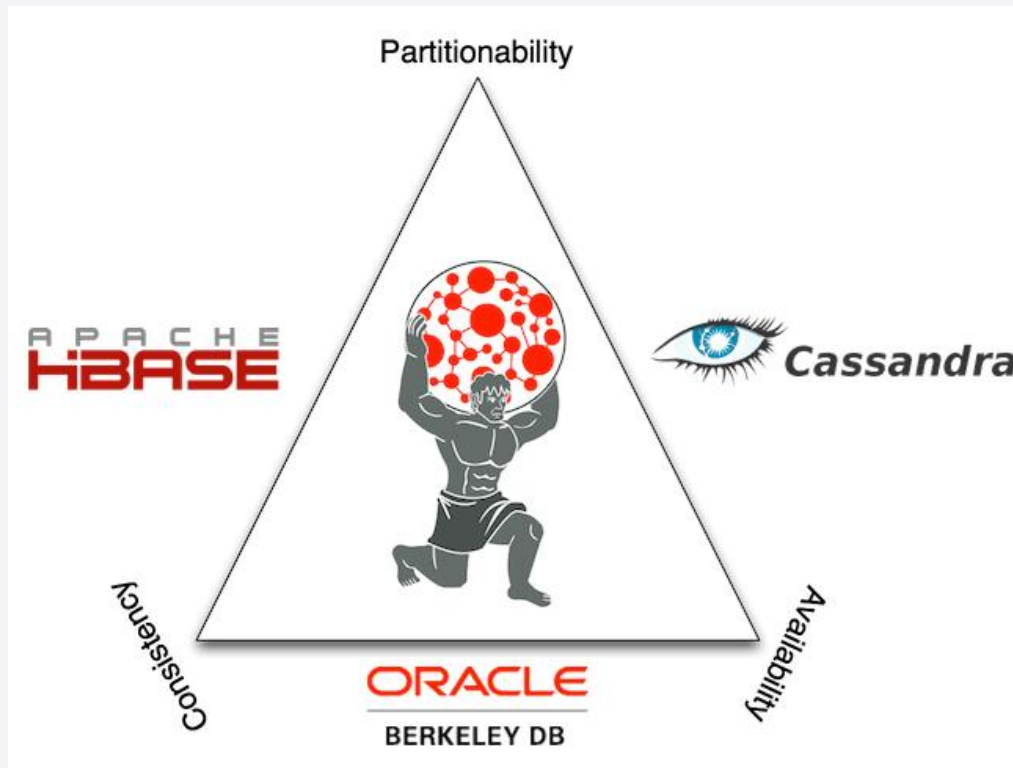 Partitionability
APACHE
HBASE
Cassandra
Consistency
Availability
ORACLE
BERKELEY DB